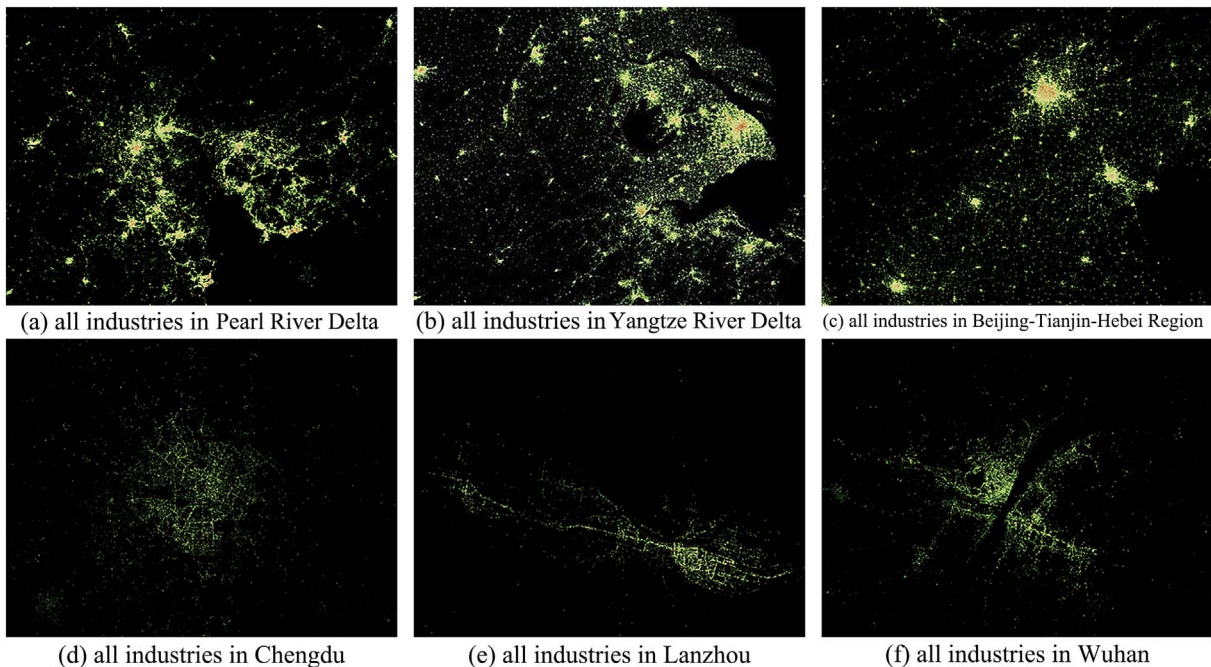 (a) all industries in Pearl River Delta
(b) all industries in Yangtze River Delta
(c) all industries in Beijing-Tianjin-Hebei Region
(d) all industries in Chengdu
(e) all industries in Lanzhou
(f) all industries in Wuhan